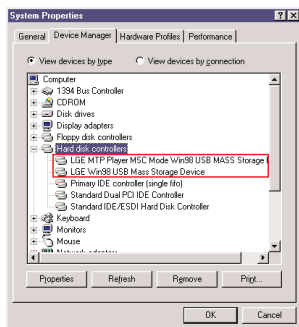 System Properties
General Device Manager Hardware Profiles Performance
View devices by type View devices by connection
Computer
1394 Bus Controller
CDROM
Disk drives
Display adapters
Floppy disk controllers
Hard disk controllers
LGE MTP Player MSC Mode Win98 USB MASS Storage
LGE Win98 USB Mass Storage Device
Primary IDE controller (single fifo)
Standard Dual PCI IDE Controller
Standard IDE/ESDI Hard Disk Controller
Keyboard
Monitors
Mouse
Network adapters
Properties Refresh Remove Print...
OK Cancel